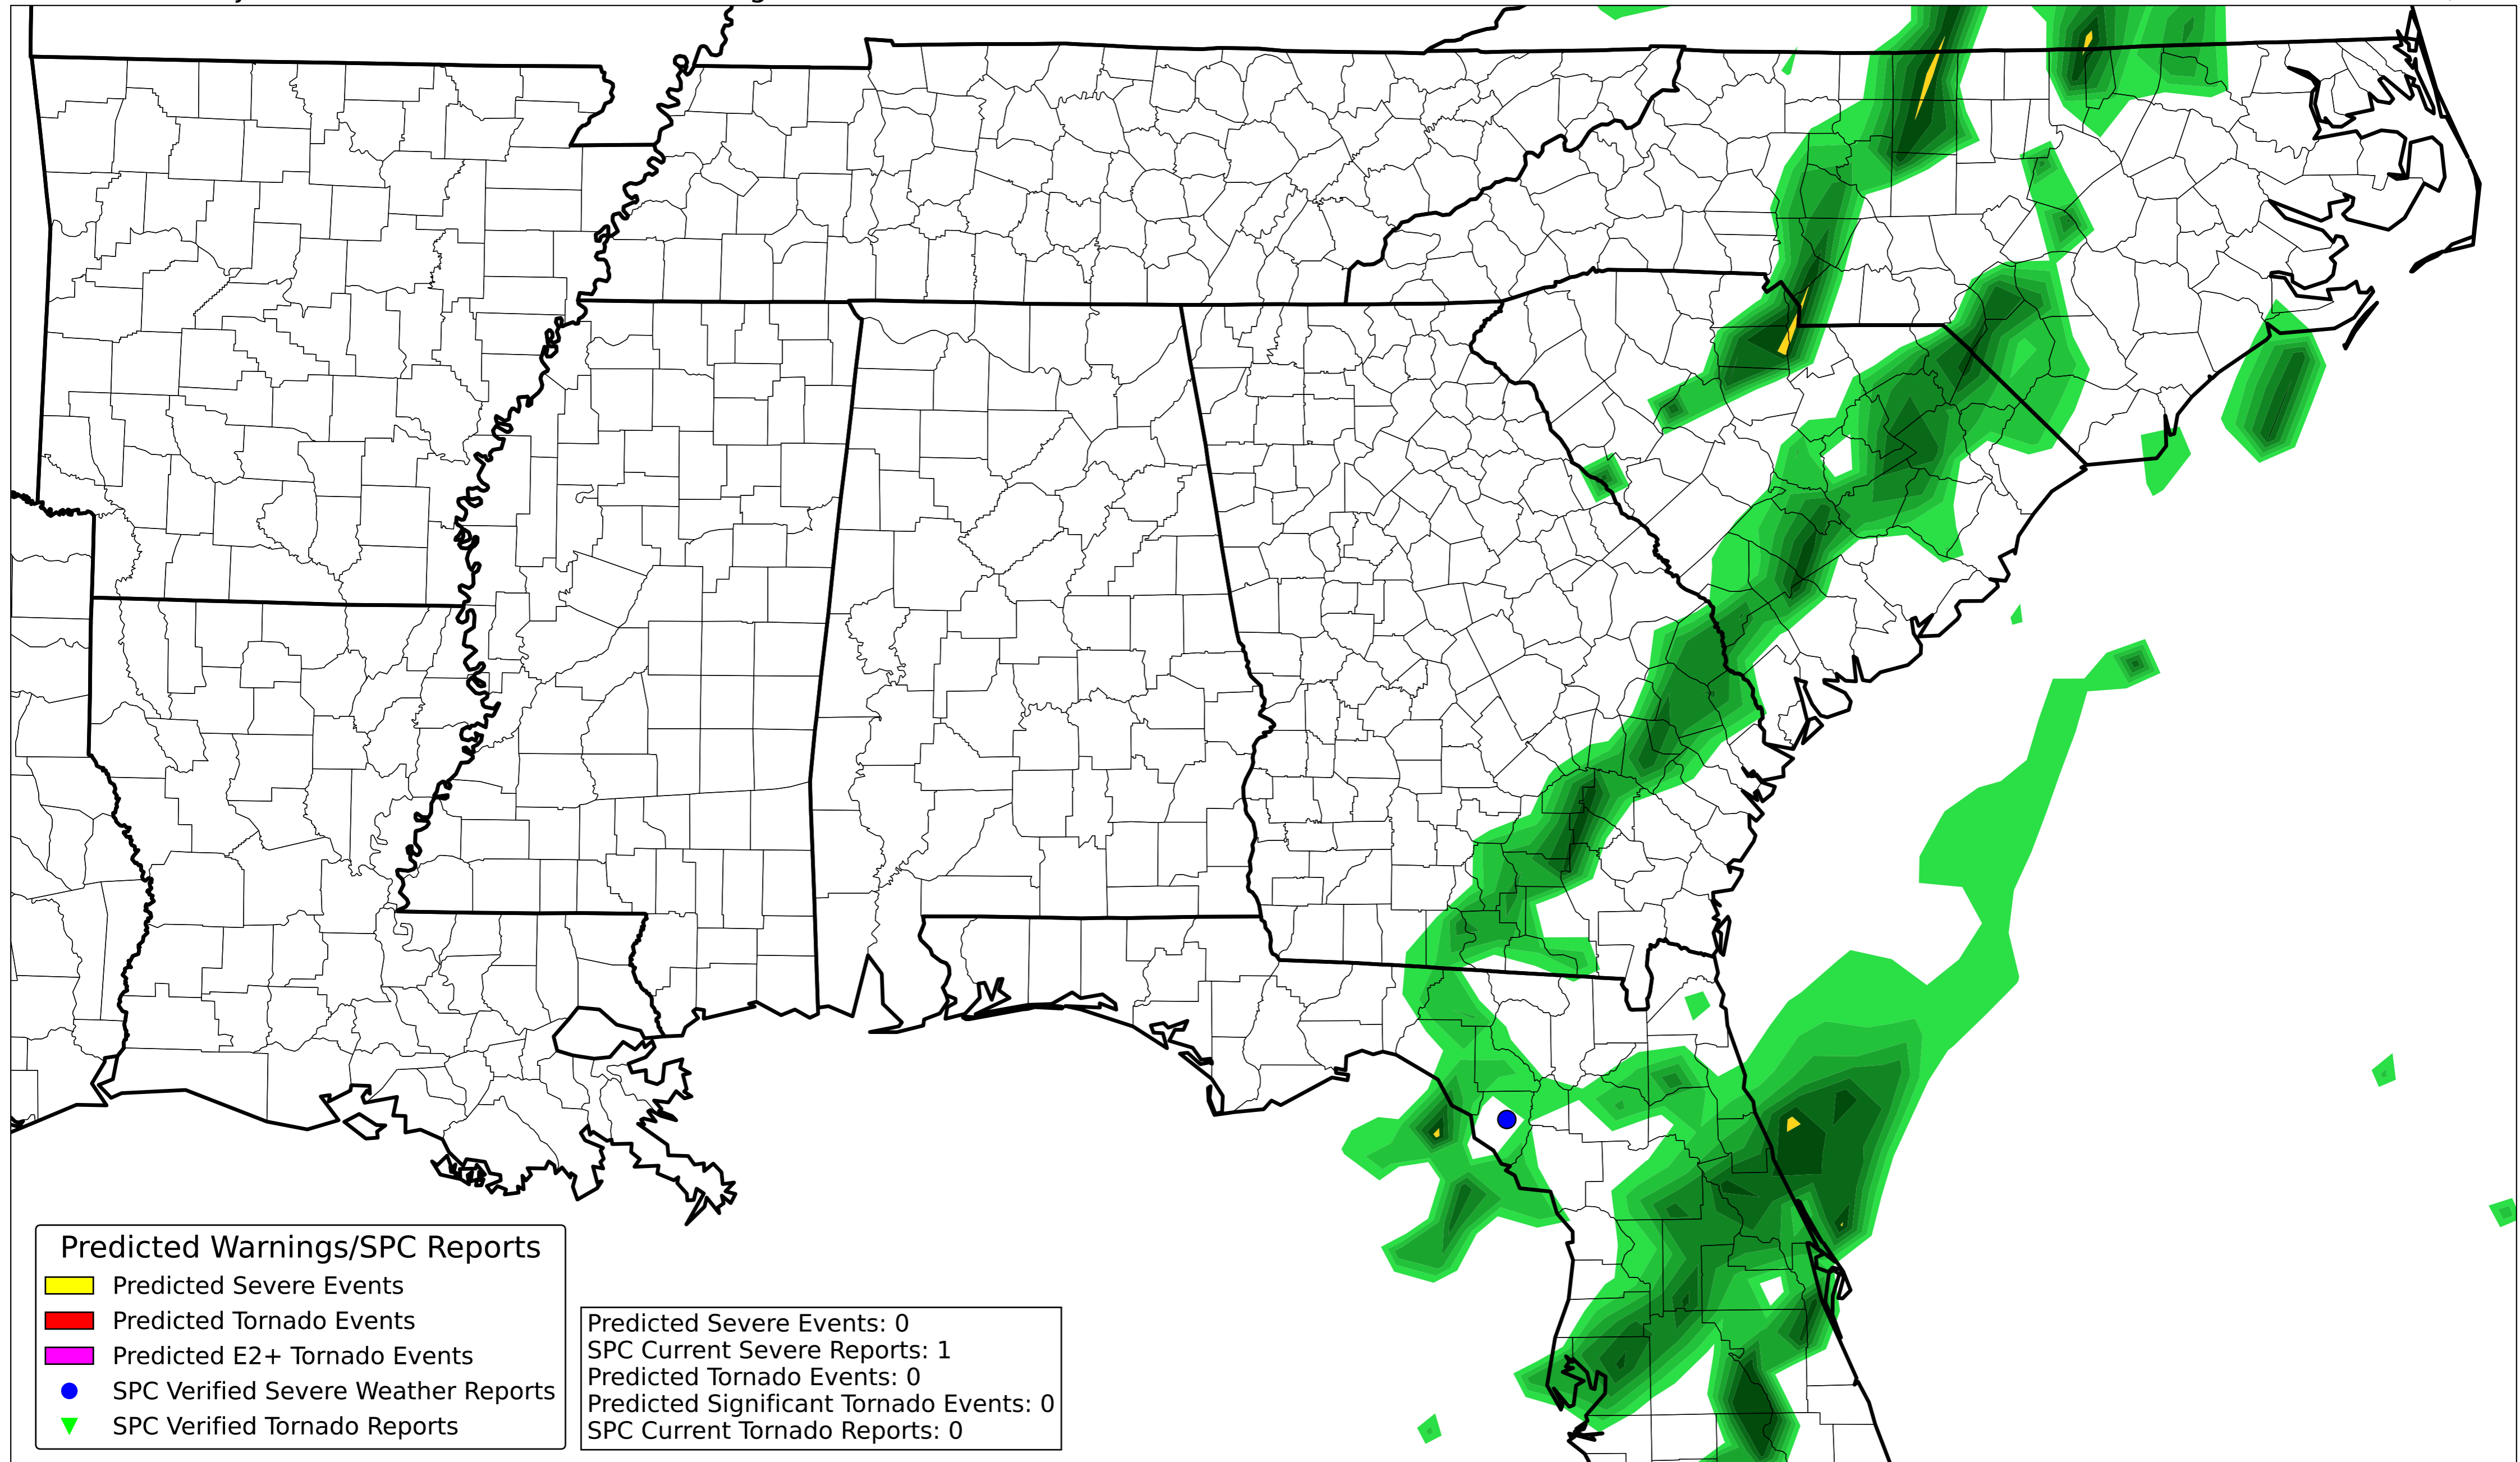 Predicted Warnings/SPC Reports
Predicted Severe Events
Predicted Tornado Events
Predicted E2+ Tornado Events
SPC Verified Severe Weather Reports
SPC Verified Tornado Reports
Predicted Severe Events: 0
SPC Current Severe Reports: 1
Predicted Tornado Events: 0
Predicted Significant Tornado Events: 0
SPC Current Tornado Reports: 0